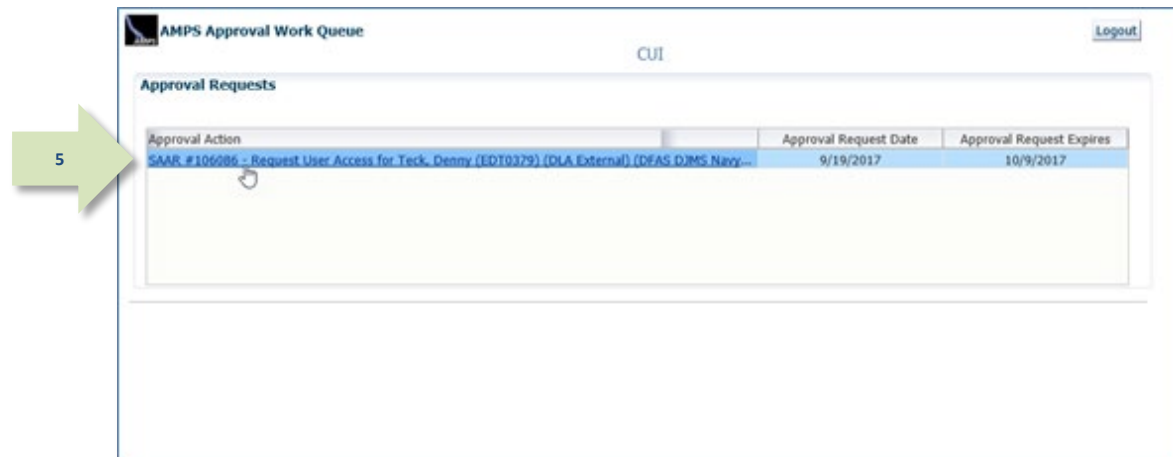 AMPS Approval Work Queue
Logout
CUI
Approval Requests
Approval Action
Approval Request Date
Approval Request Expires
5
SAAR #106086 - Request User Access for Teck, Denny (EDT0379) (DLA External) (DFAS DJMS Navy...
9/19/2017
10/9/2017